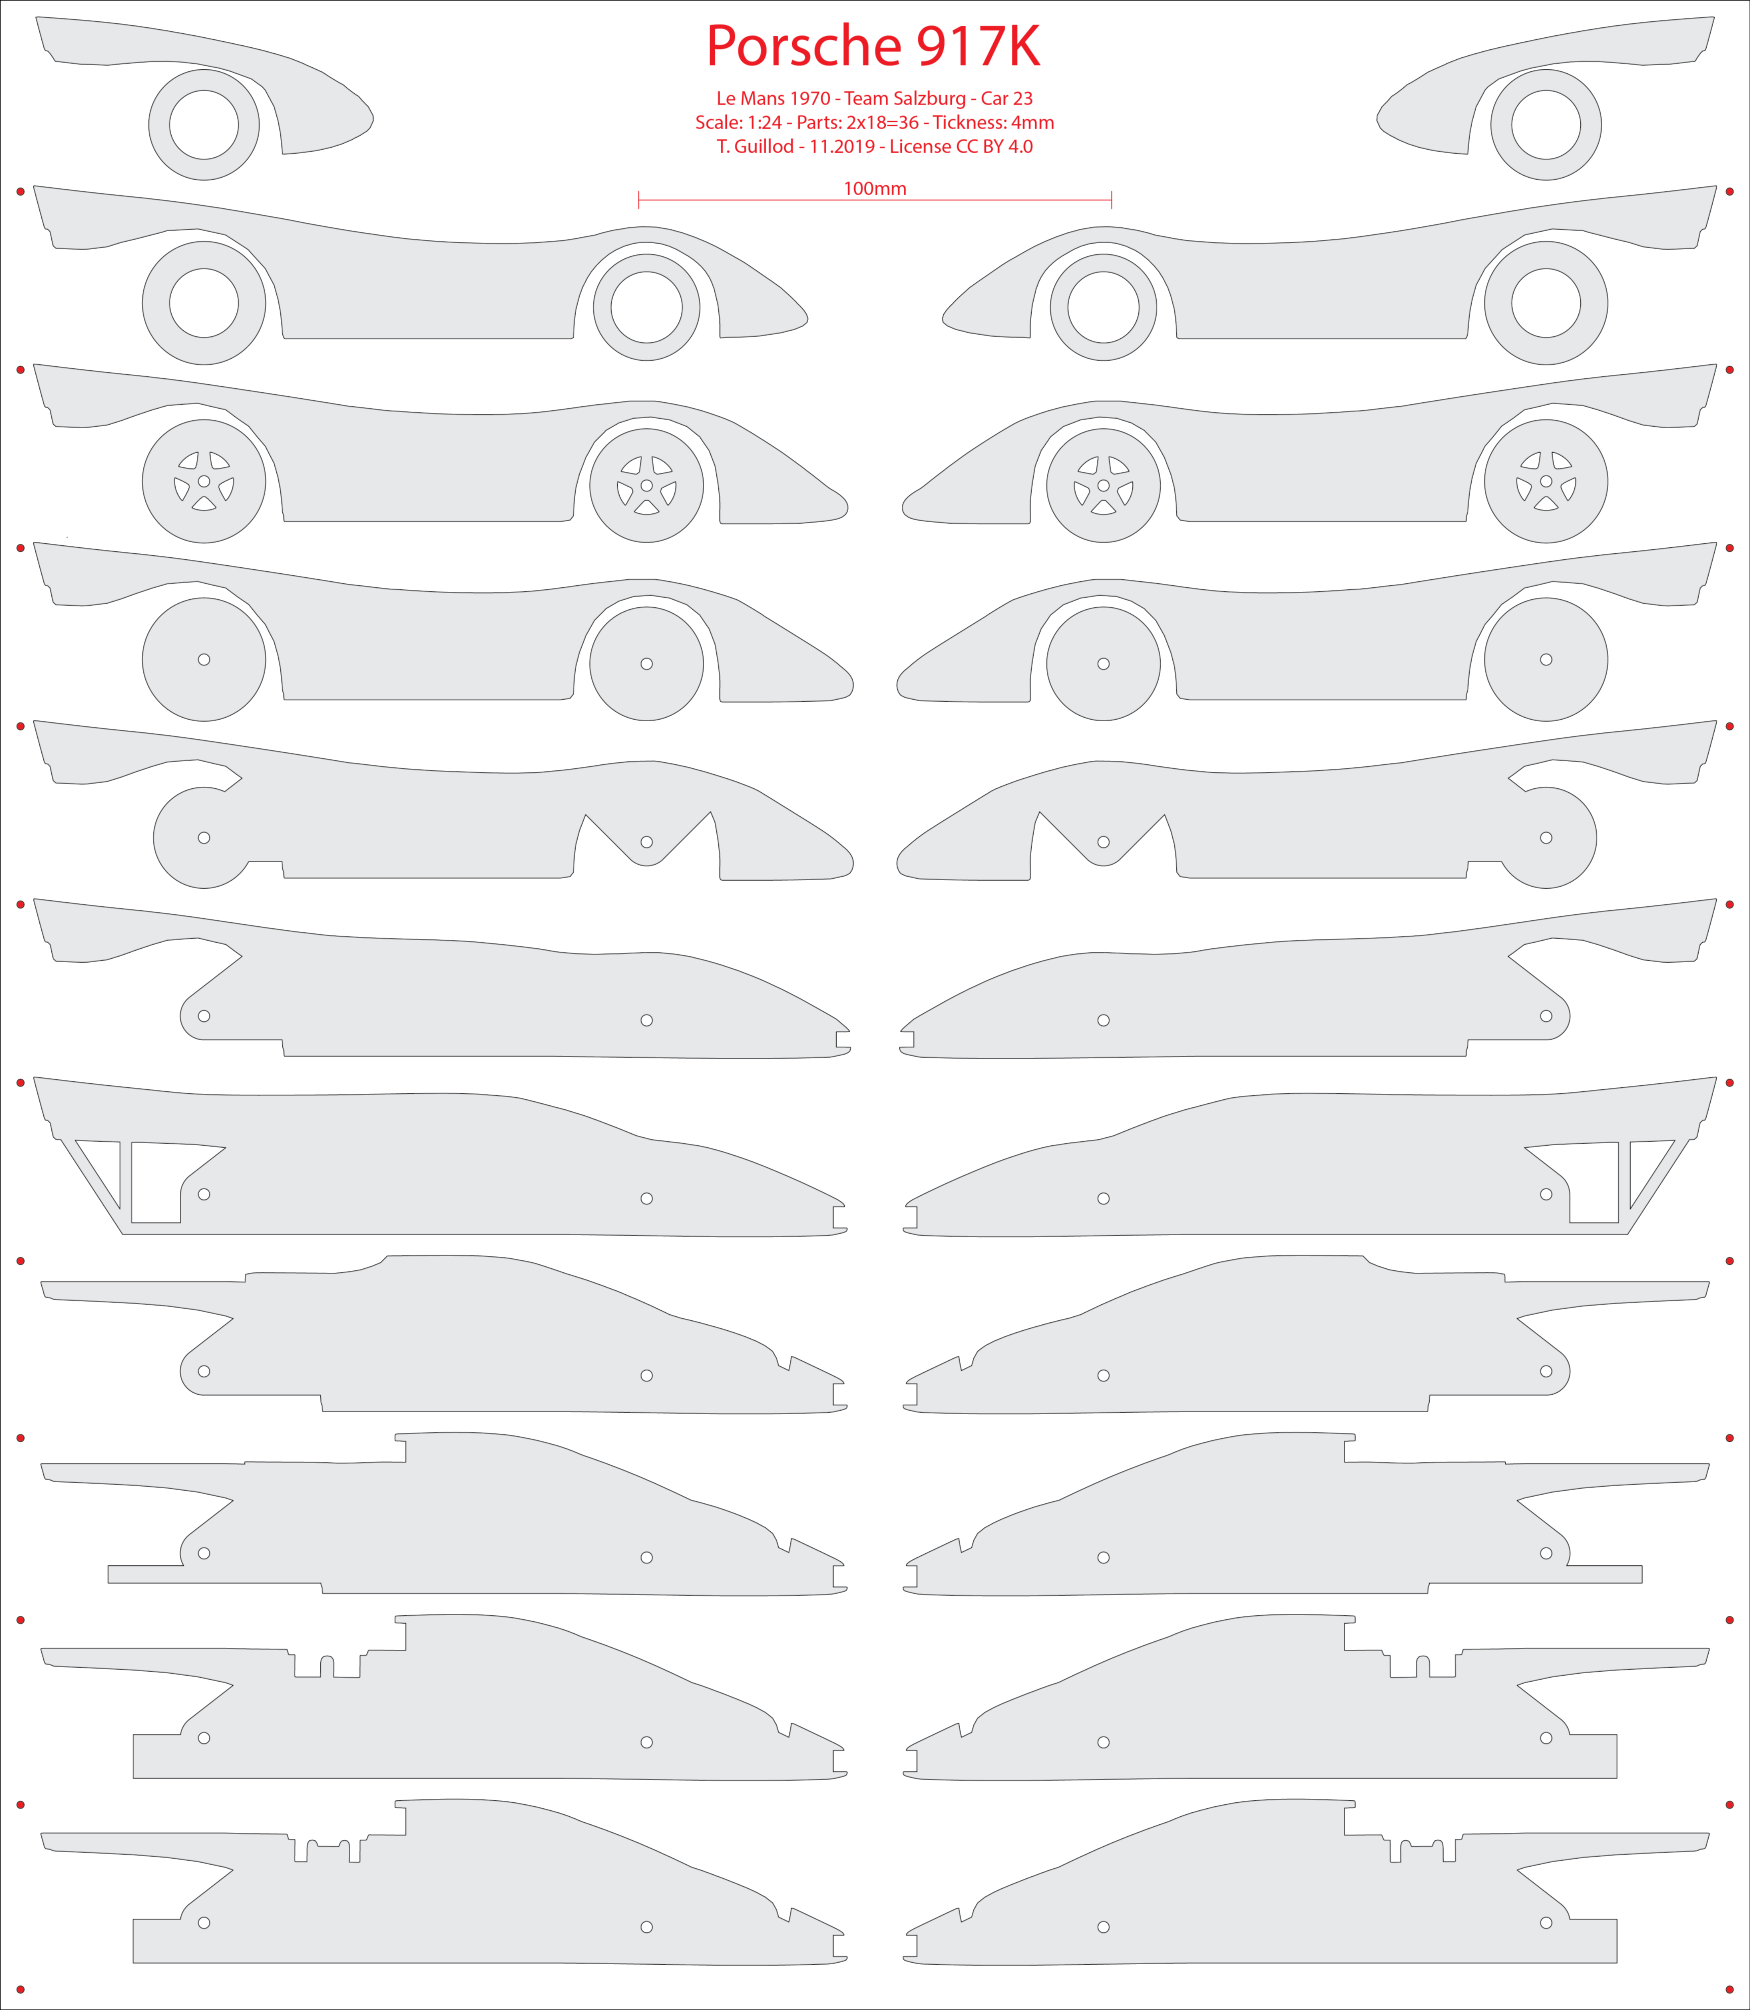 Porsche 917K
Le Mans 1970 - Team Salzburg - Car 23
Scale: 1:24 - Parts: 2x18=36 - Tickness: 4mm
T. Guillod - 11.2019 - License CC BY 4.0
100mm